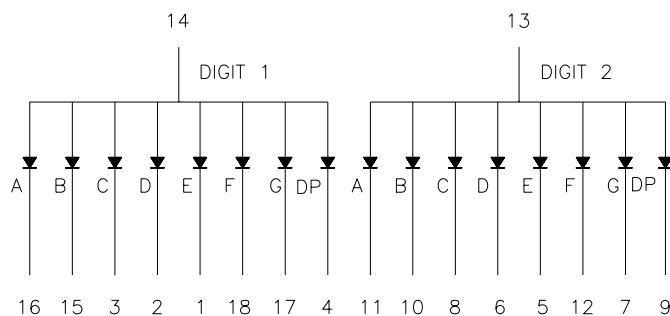 14 13
DIGIT 1 DIGIT 2
A B C D E F G DP A B C D E F G DP
16 15 3 2 1 18 17 4 11 10 8 6 5 12 7 9